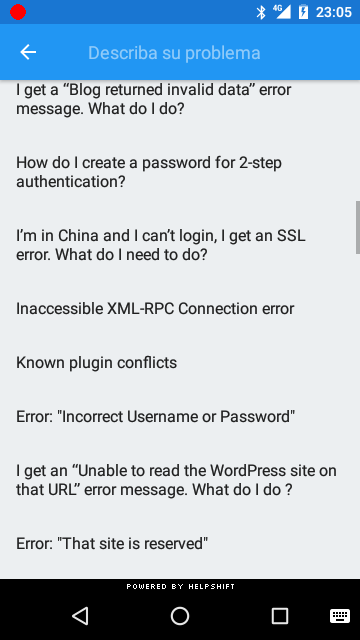 4G
23:05
Describa su problema
I get a “Blog returned invalid data” error
message. What do I do?
How do I create a password for 2-step
authentication?
I’m in China and I can’t login, I get an SSL
error. What do I need to do?
Inaccessible XML-RPC Connection error
Known plugin conflicts
Error: "Incorrect Username or Password"
I get an “Unable to read the WordPress site on
that URL” error message. What do I do ?
Error: "That site is reserved"
POWERED BY HELPSHIFT